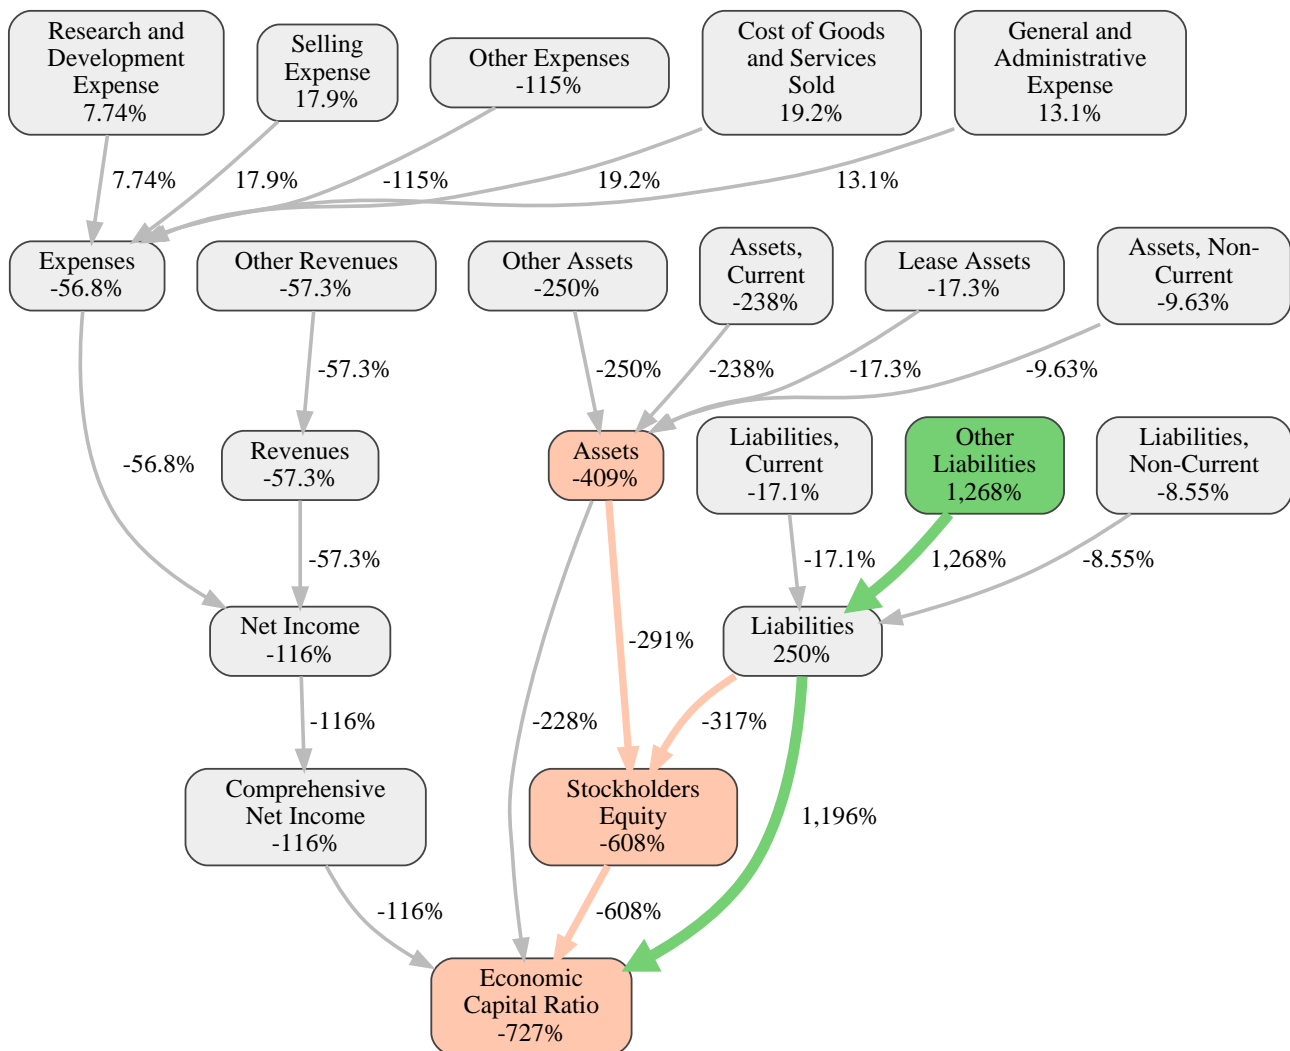 Research and
Development
Expense
7.74%
Selling
Expense
17.9%
Other Expenses
-115%
Cost of Goods
and Services
Sold
19.2%
General and
Administrative
Expense
13.1%
7.74%
17.9%
-115%
19.2%
13.1%
Expenses
-56.8%
Other Revenues
-57.3%
Other Assets
-250%
Assets,
Current
-238%
Lease Assets
-17.3%
Assets, Non-
Current
-9.63%
-57.3%
-250%
-238%
-17.3%
-9.63%
-56.8%
Revenues
-57.3%
Assets
-409%
Liabilities,
Current
-17.1%
Other
Liabilities
1,268%
Liabilities,
Non-Current
-8.55%
-57.3%
-17.1%
1,268%
-8.55%
Net Income
-116%
-291%
Liabilities
250%
-116%
-228%
-317%
Comprehensive
Net Income
-116%
Stockholders
Equity
-608%
1,196%
-116%
-608%
Economic
Capital Ratio
-727%